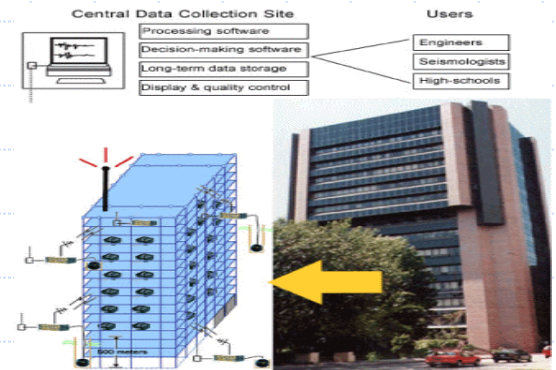 Central Data Collection Site
Users
Processing software
Decision-making software
Long-term data storage
Display & quality control
Engineers
Seismologists
High-schools
500 meters